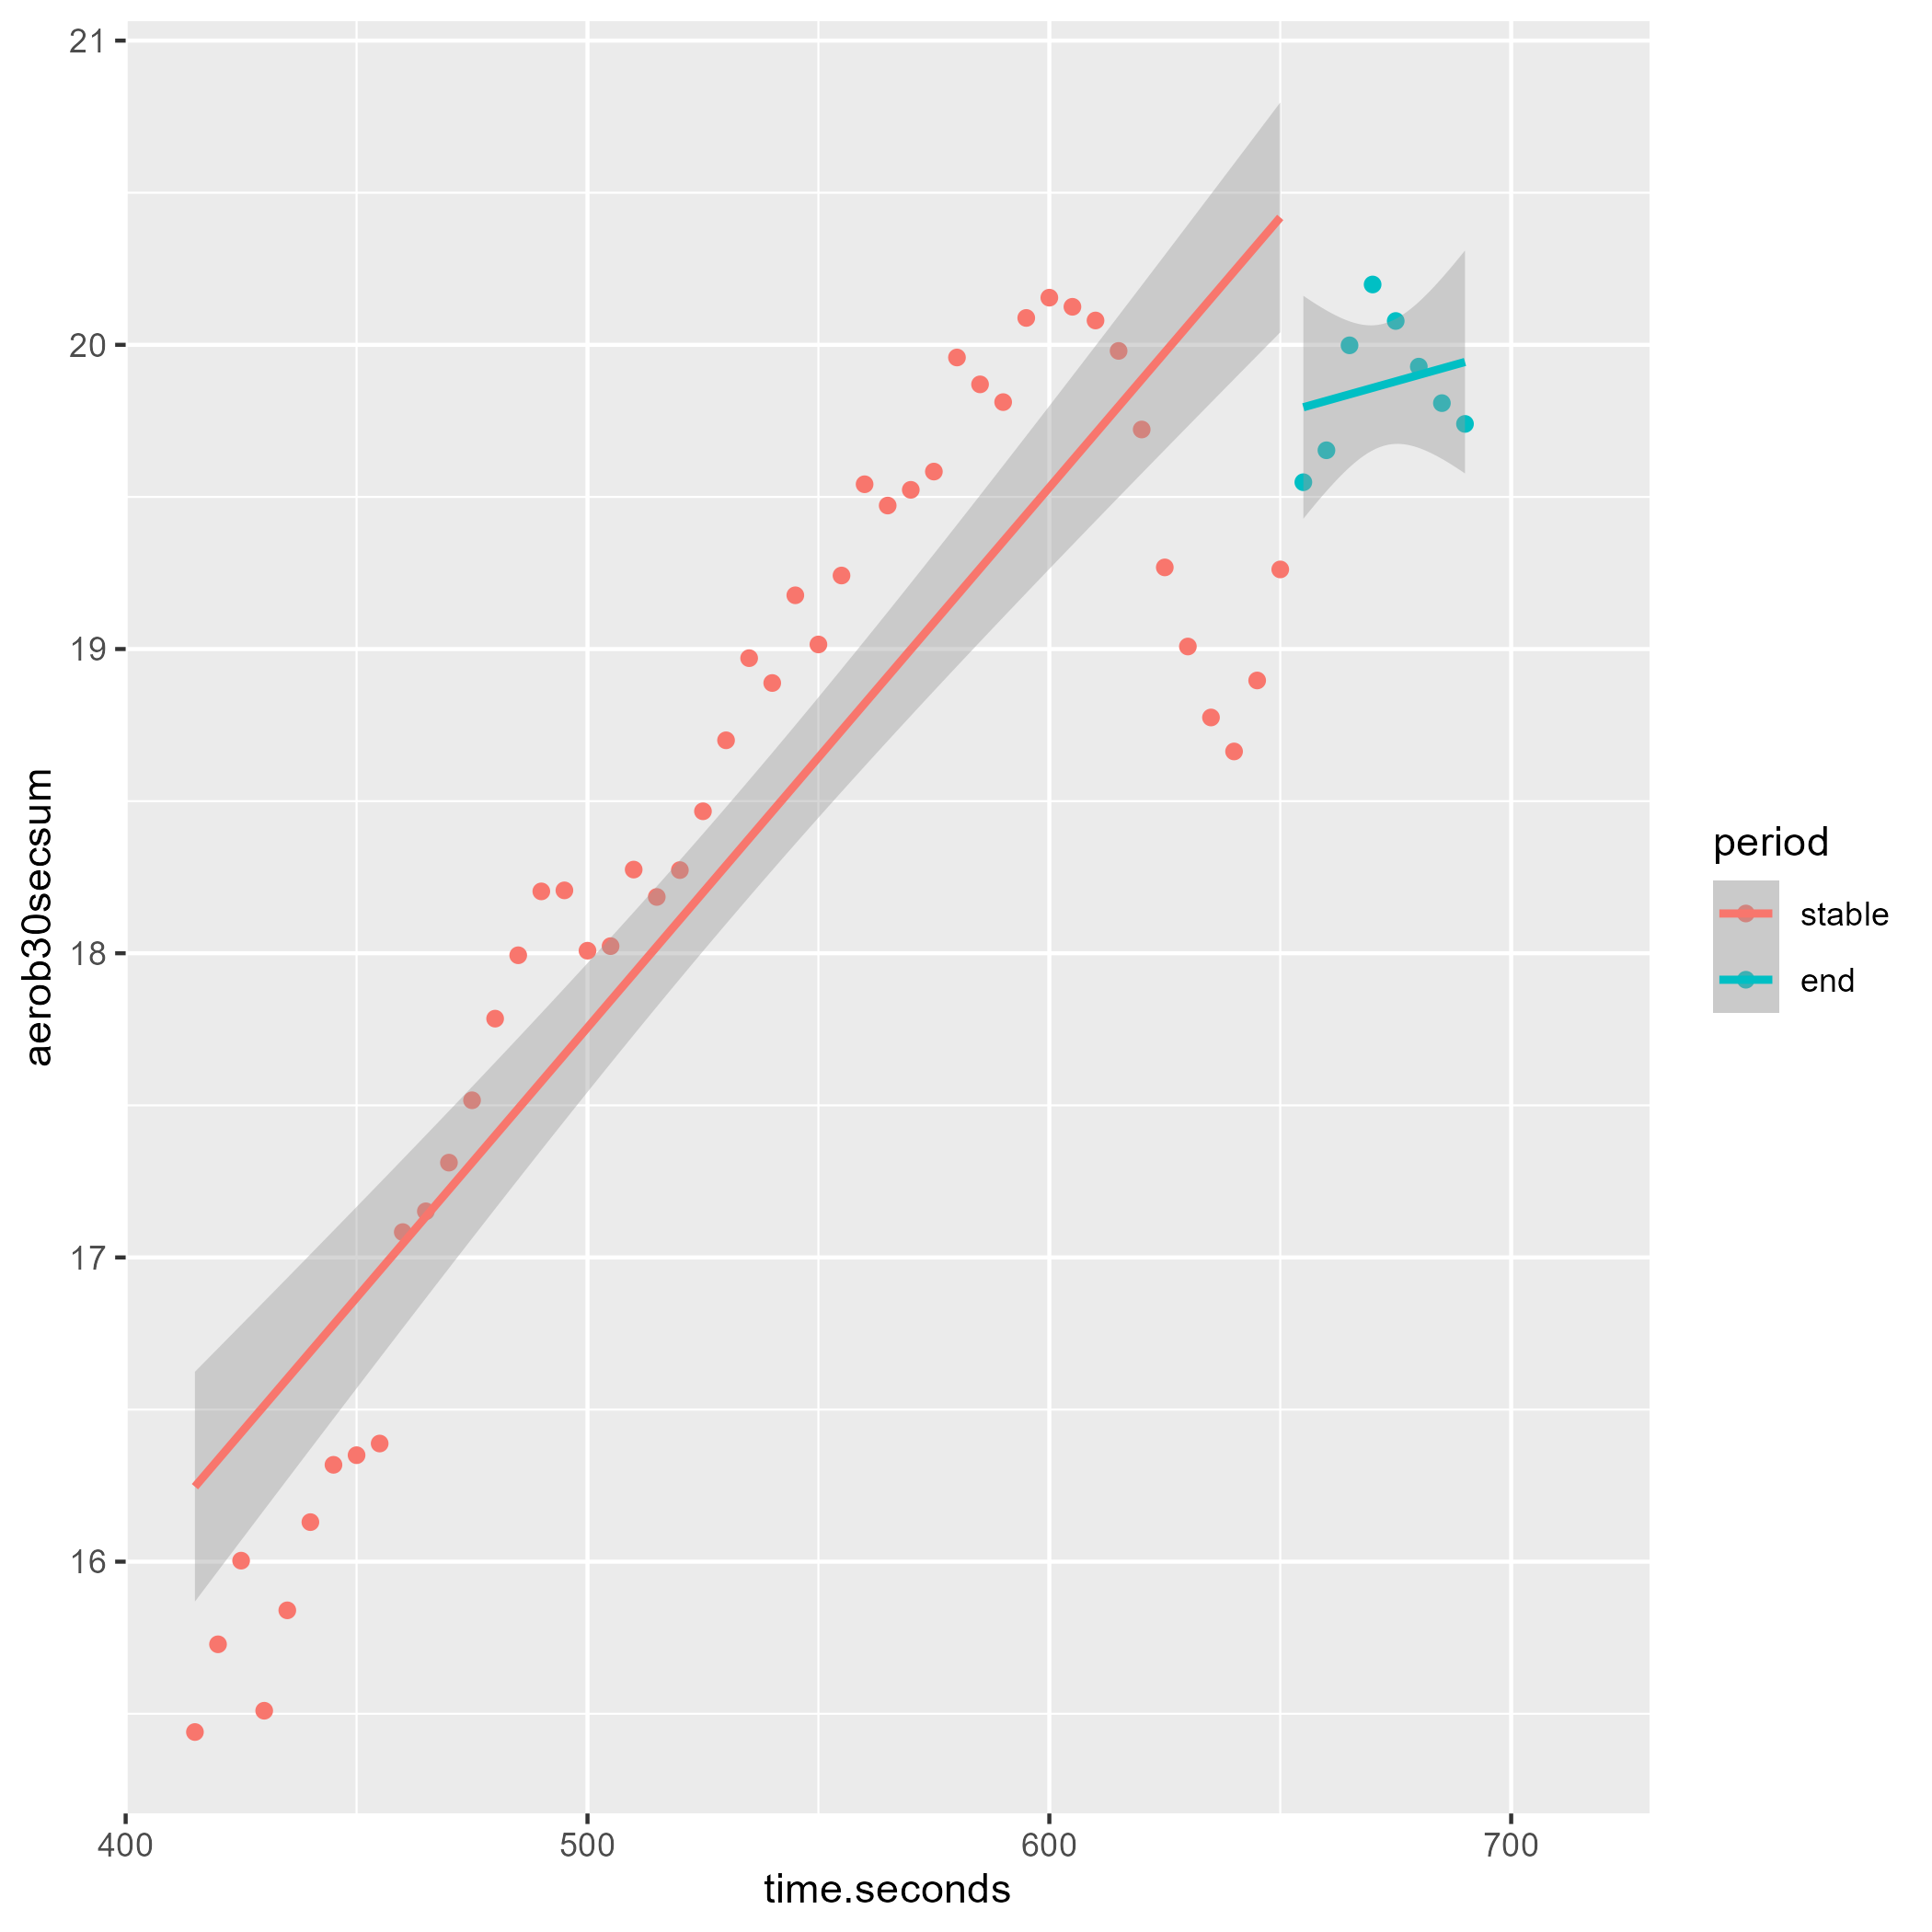 21
20
19
18
17
16
aerob30secsum
400 500 600 700
time.seconds
period
stable
end